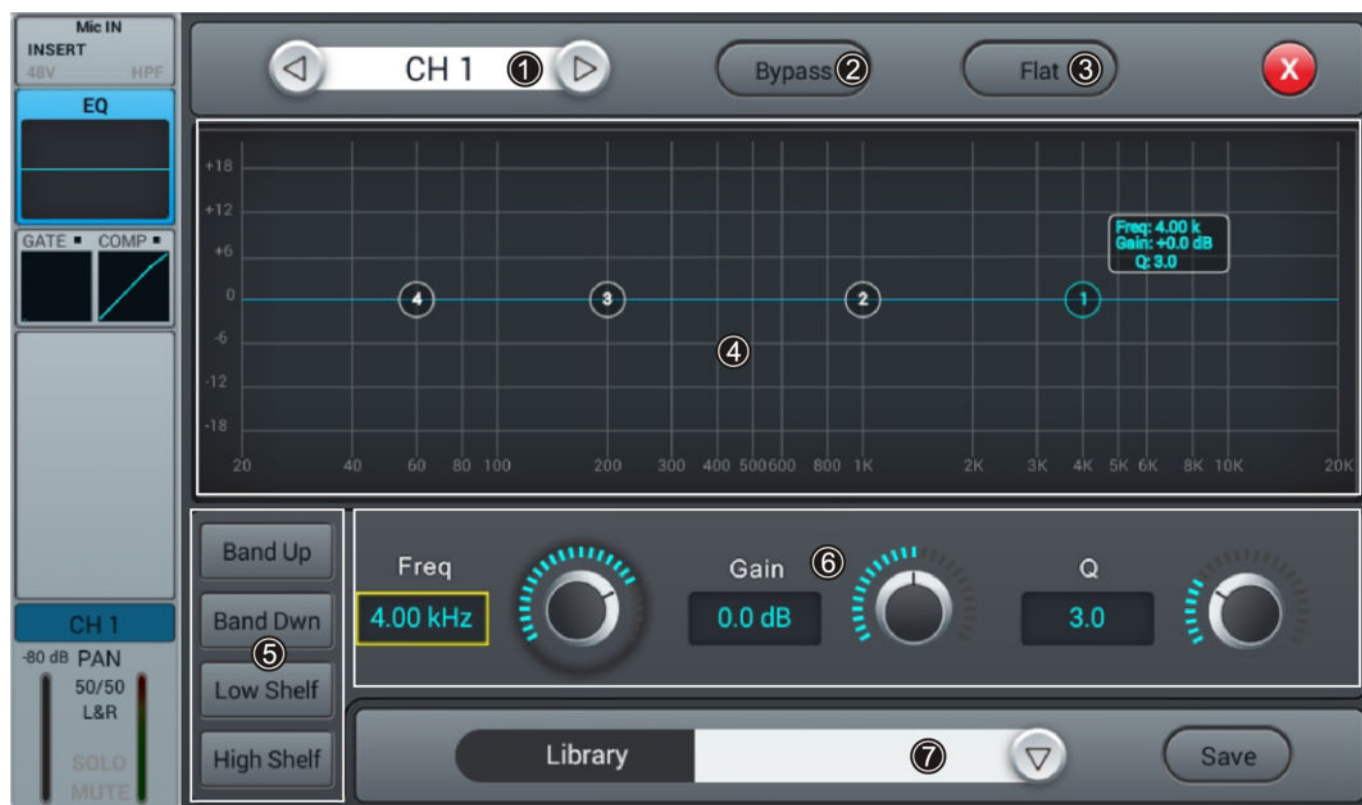 Mic IN
INSERT
48V HPF
EQ
GATE COMP
CH 1
-80 dB PAN
50/50
L&R
SOLO
MUTE
CH 1 ①
Bypass ②
Flat ③
X
+18
+12
+6
0
-6
-12
-18
4 3 2 1
Freq: 4.00 k
Gain: +0.0 dB
Q: 3.0
④
20 40 60 80 100 200 300 400 500 600 800 1K 2K 3K 4K 5K 6K 8K 10K 20K
Band Up
Band Dwn
⑤
Low Shelf
High Shelf
Freq
4.00 kHz
Gain ⑥
0.0 dB
Q
3.0
Library ⑦
Save